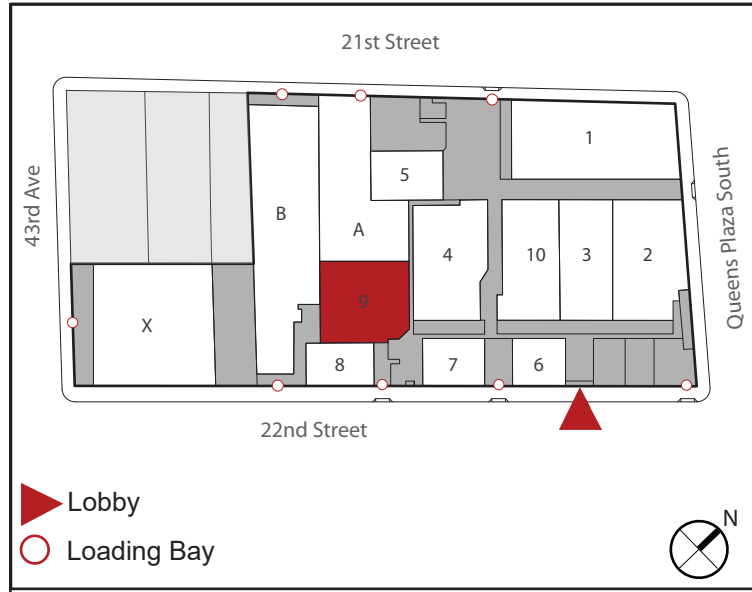 21st Street
43rd Ave
Queens Plaza South
1
5
B
A
4
10
3
2
9
X
8
7
6
22nd Street
Lobby
Loading Bay
N